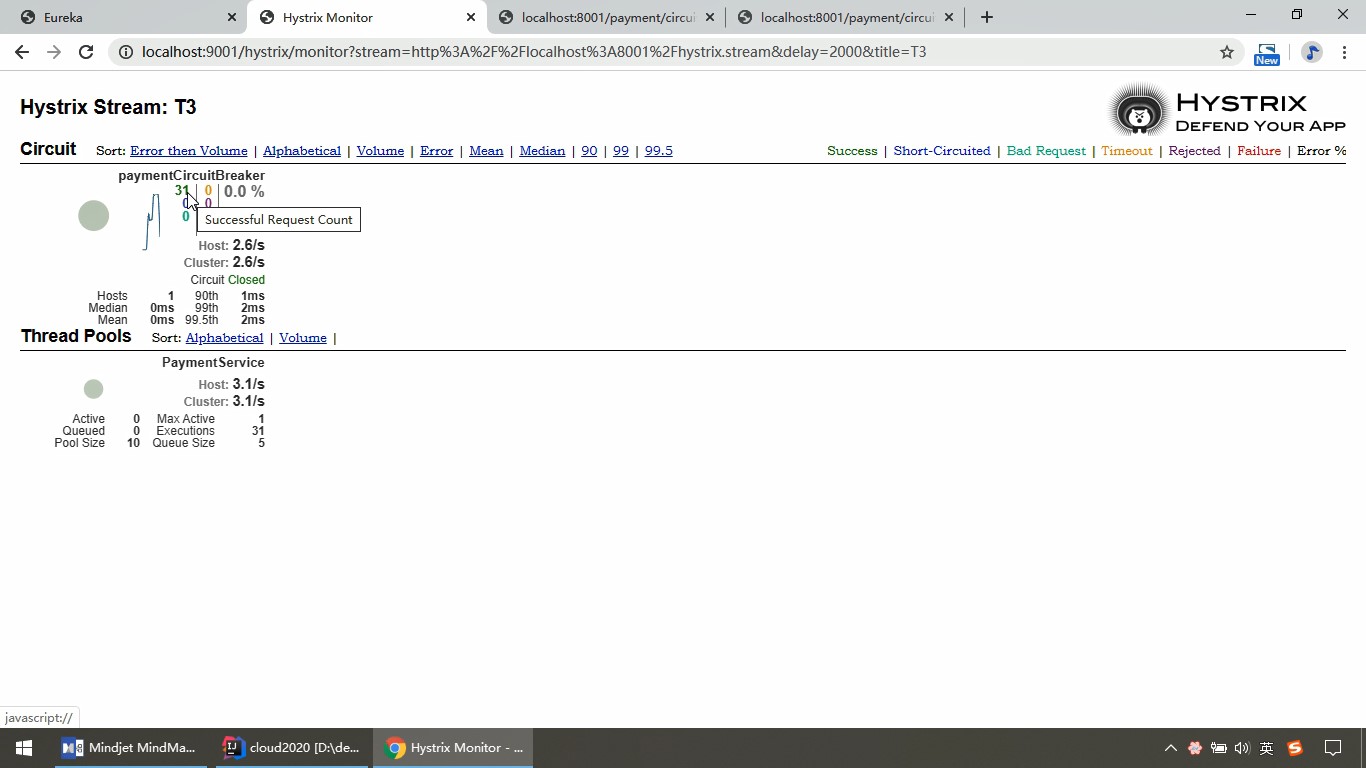 Eureka
Hystrix Monitor
localhost:8001/payment/circui
localhost:8001/payment/circui
localhost:9001/hystrix/monitor?stream=http%3A%2F%2Flocalhost%3A8001%2Fhystrix.stream&delay=2000&title=T3
New
Hystrix Stream: T3
HYSTRIX
DEFEND YOUR APP
Circuit Sort: Error then Volume | Alphabetical | Volume | Error | Mean | Median | 90 | 99 | 99.5
Success | Short-Circuited | Bad Request | Timeout | Rejected | Failure | Error %
paymentCircuitBreaker
31 0 0.0 %
0 0
0
Successful Request Count
Host: 2.6/s
Cluster: 2.6/s
Circuit Closed
Hosts 1 90th 1ms
Median 0ms 99th 2ms
Mean 0ms 99.5th 2ms
Thread Pools Sort: Alphabetical | Volume |
PaymentService
Host: 3.1/s
Cluster: 3.1/s
Active 0 Max Active 1
Queued 0 Executions 31
Pool Size 10 Queue Size 5
javascript://
Mindjet MindMa...
cloud2020 [D:\de...
Hystrix Monitor - ...
英